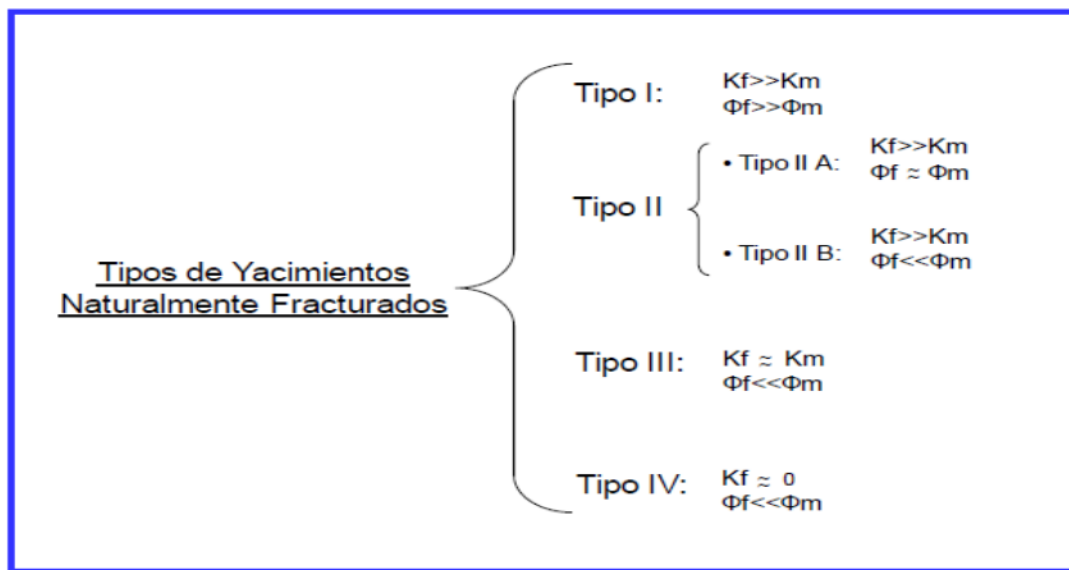 Tipos de Yacimientos
Naturalmente Fracturados
Tipo I:
Kf>>Km
Φf>>Φm
Tipo II
• Tipo II A:
Kf>>Km
Φf ≈ Φm
• Tipo II B:
Kf>>Km
Φf<<Φm
Tipo III:
Kf ≈ Km
Φf<<Φm
Tipo IV:
Kf ≈ 0
Φf<<Φm